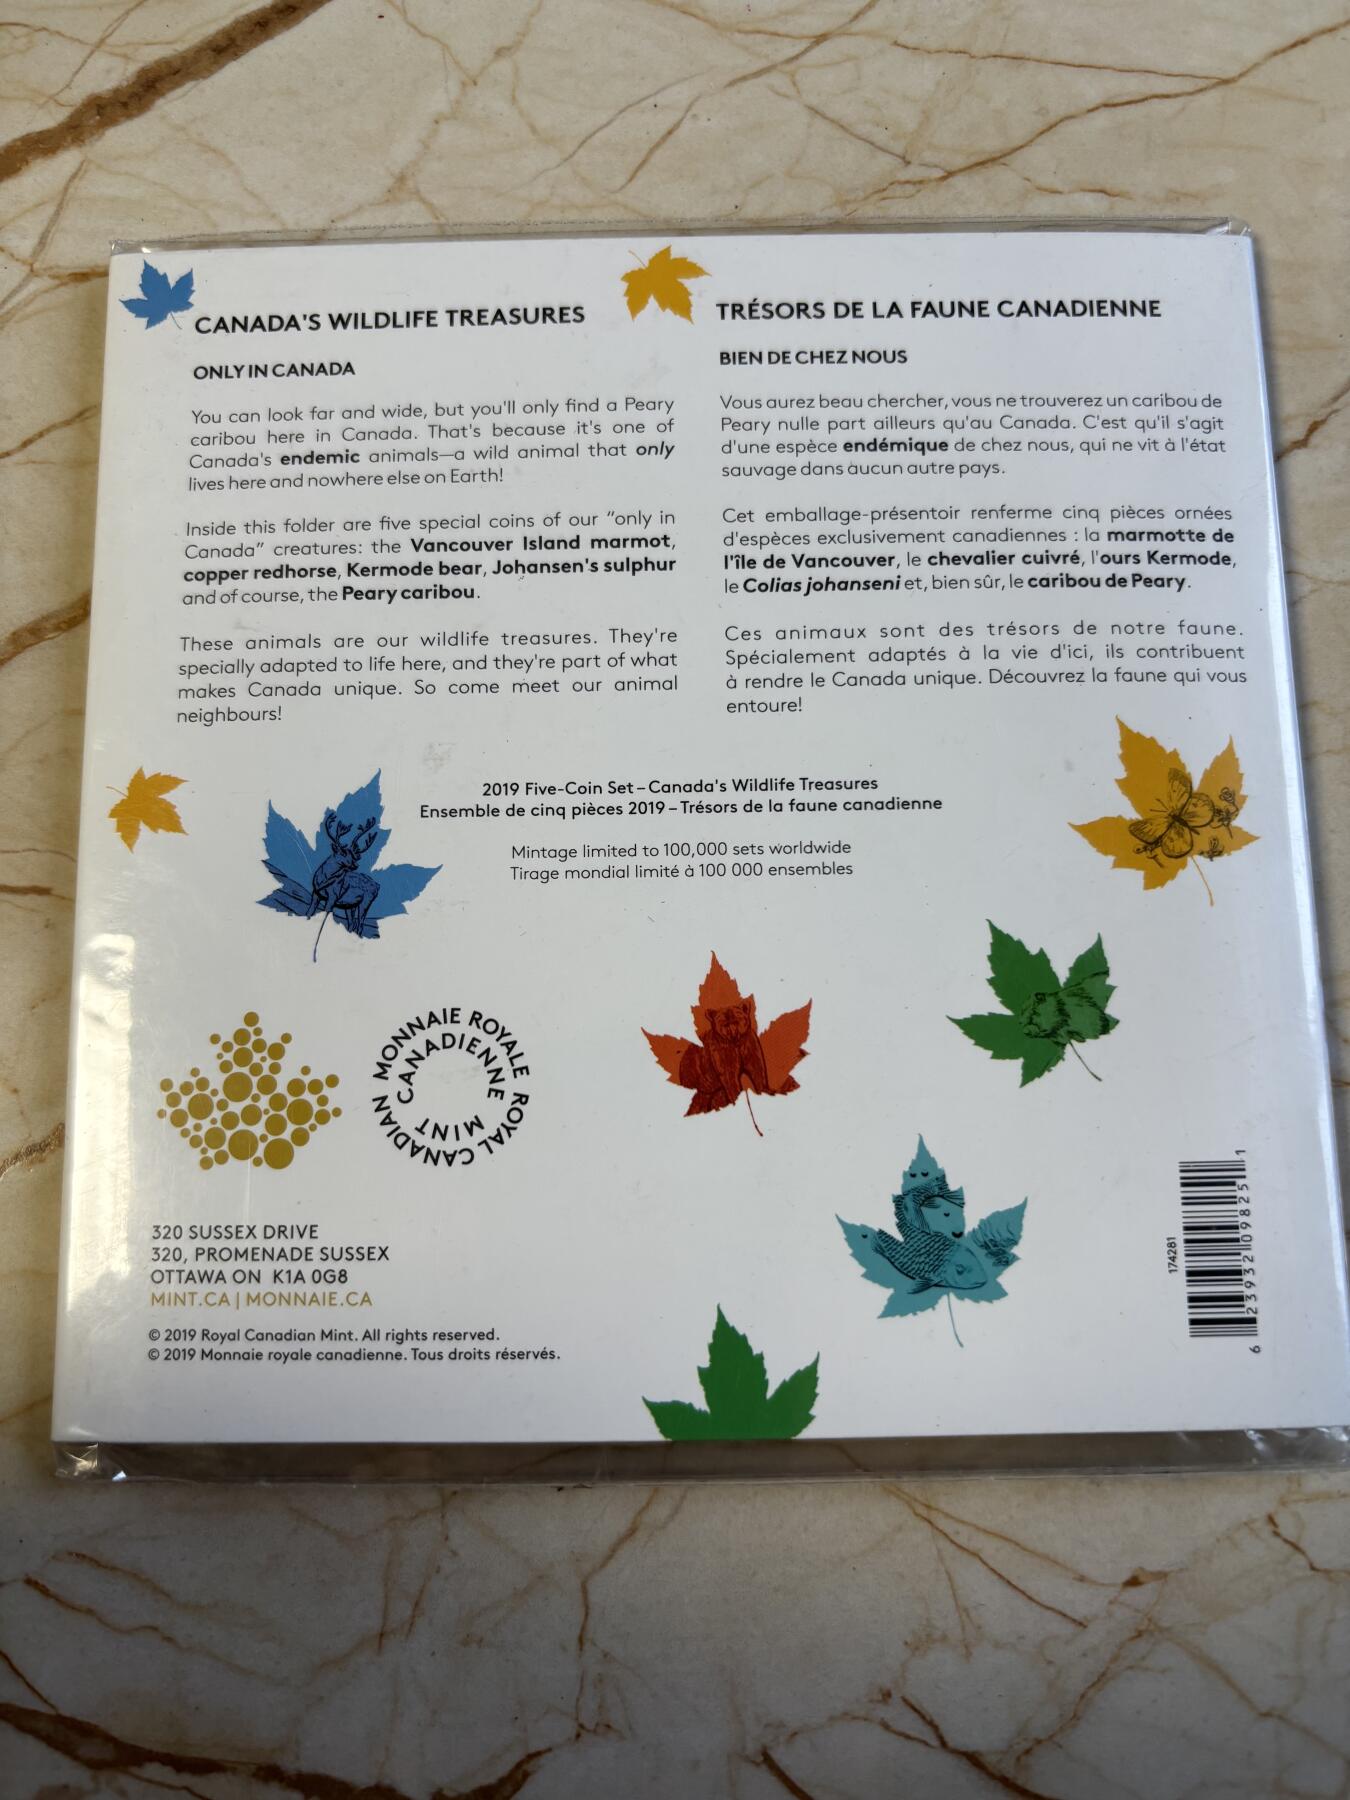 CANADA'S WILDLIFE TREASURES
ONLY IN CANADA
You can look far and wide, but you'll only find a Peary
caribou here in Canada. That's because it's one of
Canada's endemic animals—a wild animal that only
lives here and nowhere else on Earth!
Inside this folder are five special coins of our "only in
Canada" creatures: the Vancouver Island marmot,
copper redhorse, Kermode bear, Johansen's sulphur
and of course, the Peary caribou.
These animals are our wildlife treasures. They're
specially adapted to life here, and they're part of what
makes Canada unique. So come meet our animal
neighbours!
TRÉSORS DE LA FAUNE CANADIENNE
BIEN DE CHEZ NOUS
Vous aurez beau chercher, vous ne trouverez un caribou de
Peary nulle part ailleurs qu'au Canada. C'est qu'il s'agit
d'une espèce endémique de chez nous, qui ne vit à l'état
sauvage dans aucun autre pays.
Cet emballage-présentoir renferme cinq pièces ornées
d'espèces exclusivement canadiennes : la marmotte de
l'île de Vancouver, le chevalier cuivré, l'ours Kermode,
le Colias johanseni et, bien sûr, le caribou de Peary.
Ces animaux sont des trésors de notre faune.
Spécialement adaptés à la vie d'ici, ils contribuent
à rendre le Canada unique. Découvrez la faune qui vous
entoure!
2019 Five-Coin Set – Canada's Wildlife Treasures
Ensemble de cinq pièces 2019 – Trésors de la faune canadienne
Mintage limited to 100,000 sets worldwide
Tirage mondial limité à 100 000 ensembles
MONNAIE ROYALE CANADIENNE
ROYAL CANADIAN MINT
320 SUSSEX DRIVE
320, PROMENADE SUSSEX
OTTAWA ON K1A 0G8
MINT.CA | MONNAIE.CA
© 2019 Royal Canadian Mint. All rights reserved.
© 2019 Monnaie royale canadienne. Tous droits réservés.
174281
6 23932 09825 1